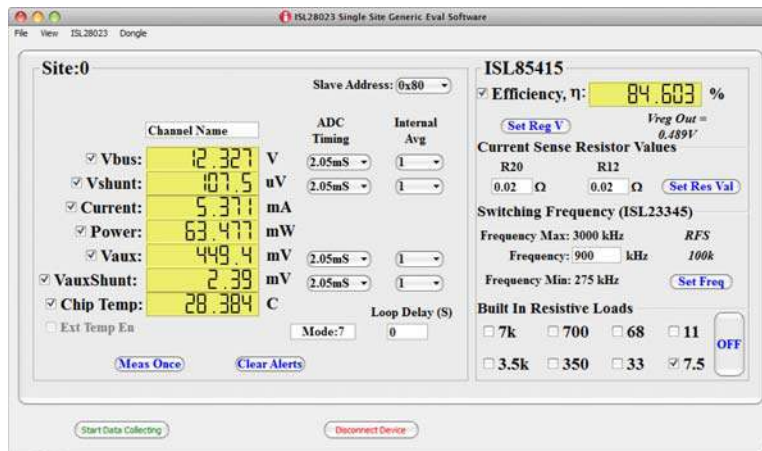 ISL28023 Single Site Generic Eval Software
File View ISL28023 Dongle
Site:0
Slave Address: 0x80
Channel Name
ADC Timing
Internal Avg
Vbus: 12.327 V 2.05mS 1
Vshunt: 107.5 uV 2.05mS 1
Current: 5.371 mA
Power: 63.477 mW
Vaux: 449.4 mV 2.05mS 1
VauxShunt: 2.39 mV 2.05mS 1
Chip Temp: 28.384 C
Ext Temp En
Loop Delay (S)
Mode:7 0
Meas Once Clear Alerts
ISL85415
Efficiency, η: 84.603 %
Set Reg V
Vreg Out =
0.489V
Current Sense Resistor Values
R20 R12
0.02 Ω 0.02 Ω Set Res Val
Switching Frequency (ISL23345)
Frequency Max: 3000 kHz RFS
Frequency: 900 kHz 100k
Frequency Min: 275 kHz Set Freq
Built In Resistive Loads
7k 700 68 11
OFF
3.5k 350 33 7.5
Start Data Collecting Disconnect Device